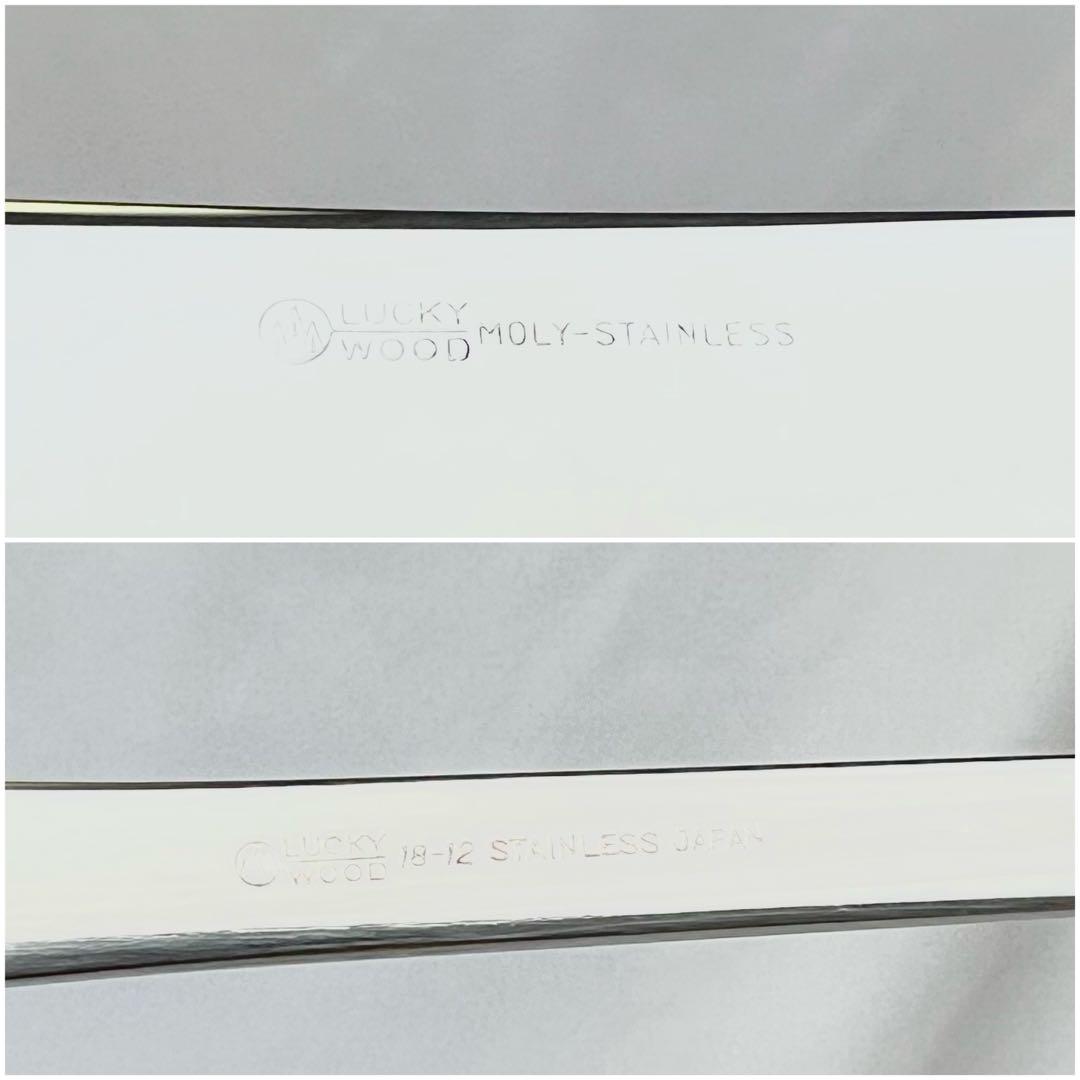 LUCKY
WOOD MOLY-STAINLESS
LUCKY
WOOD 18-12 STAINLESS JAPAN